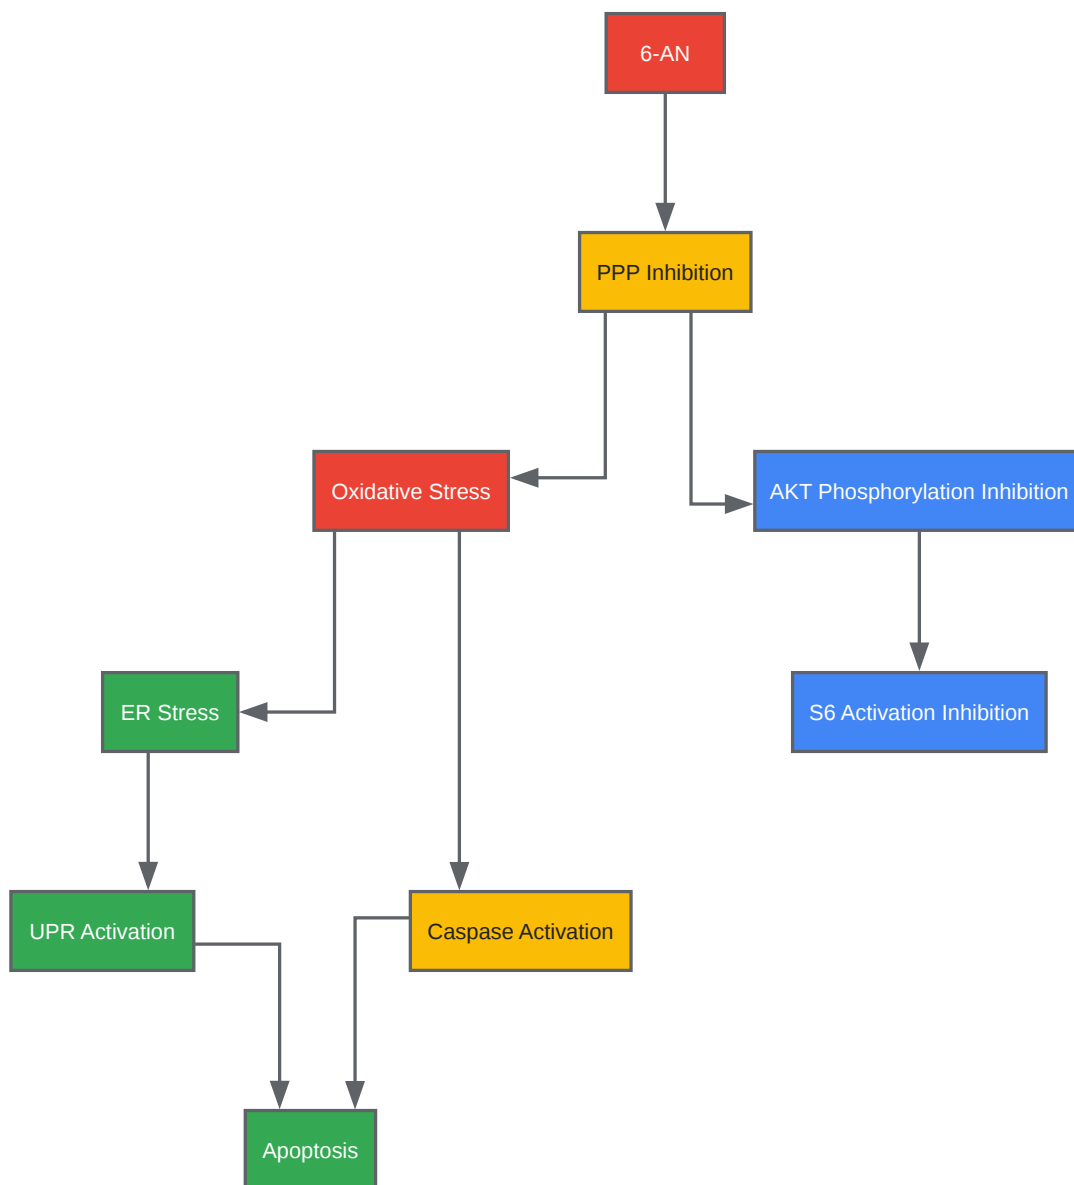 6-AN
PPP Inhibition
Oxidative Stress
AKT Phosphorylation Inhibition
ER Stress
S6 Activation Inhibition
UPR Activation
Caspase Activation
Apoptosis